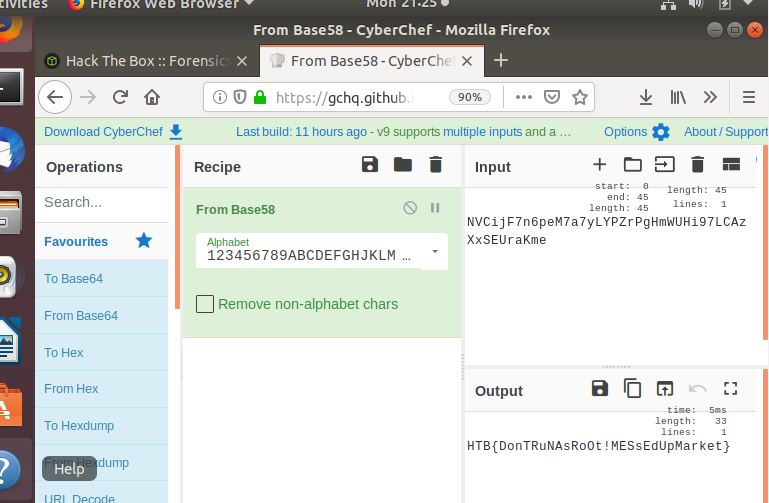 tivities
Firefox Web Browser
Mon 21:25
From Base58 - CyberChef - Mozilla Firefox
Hack The Box :: Forensics
From Base58 - CyberChef
https://gchq.github.i
90%
Download CyberChef
Last build: 11 hours ago - v9 supports multiple inputs and a …
Options
About / Support
Operations
Search...
Favourites
To Base64
From Base64
To Hex
From Hex
To Hexdump
From Hexdump
URL Decode
Help
Recipe
From Base58
Alphabet
123456789ABCDEFGHJKLM …
Remove non-alphabet chars
Input
start: 0
end: 45
length: 45
length: 45
lines: 1
NVCijF7n6peM7a7yLYPZrPgHmWUHi97LCAz
XxSEUraKme
Output
time: 5ms
length: 33
lines: 1
HTB{DonTRuNAsRoOt!MESsEdUpMarket}